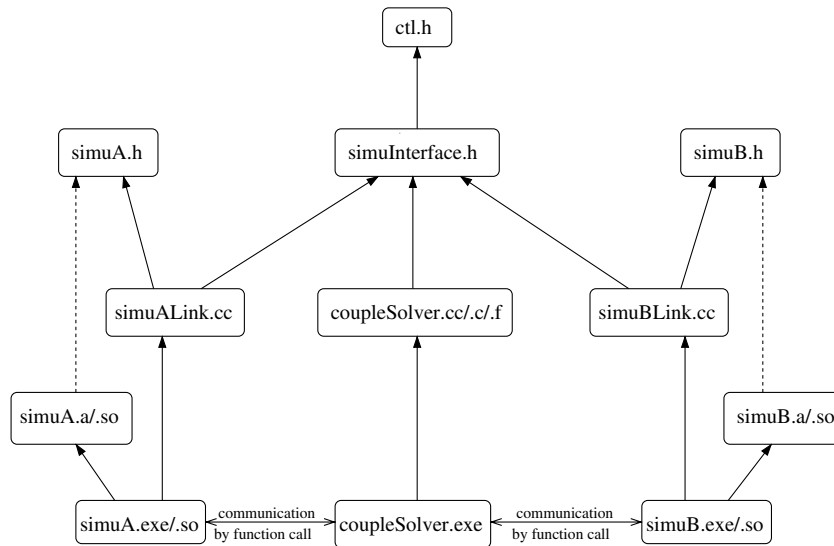 ctl.h
simuA.h
simuInterface.h
simuB.h
simuALink.cc
coupleSolver.cc/.c/.f
simuBLink.cc
simuA.a/.so
simuB.a/.so
simuA.exe/.so
communication
by function call
coupleSolver.exe
communication
by function call
simuB.exe/.so